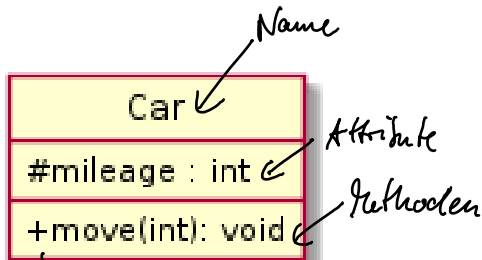 Name
Car
Attribute
#mileage : int
Methoden
+move(int): void